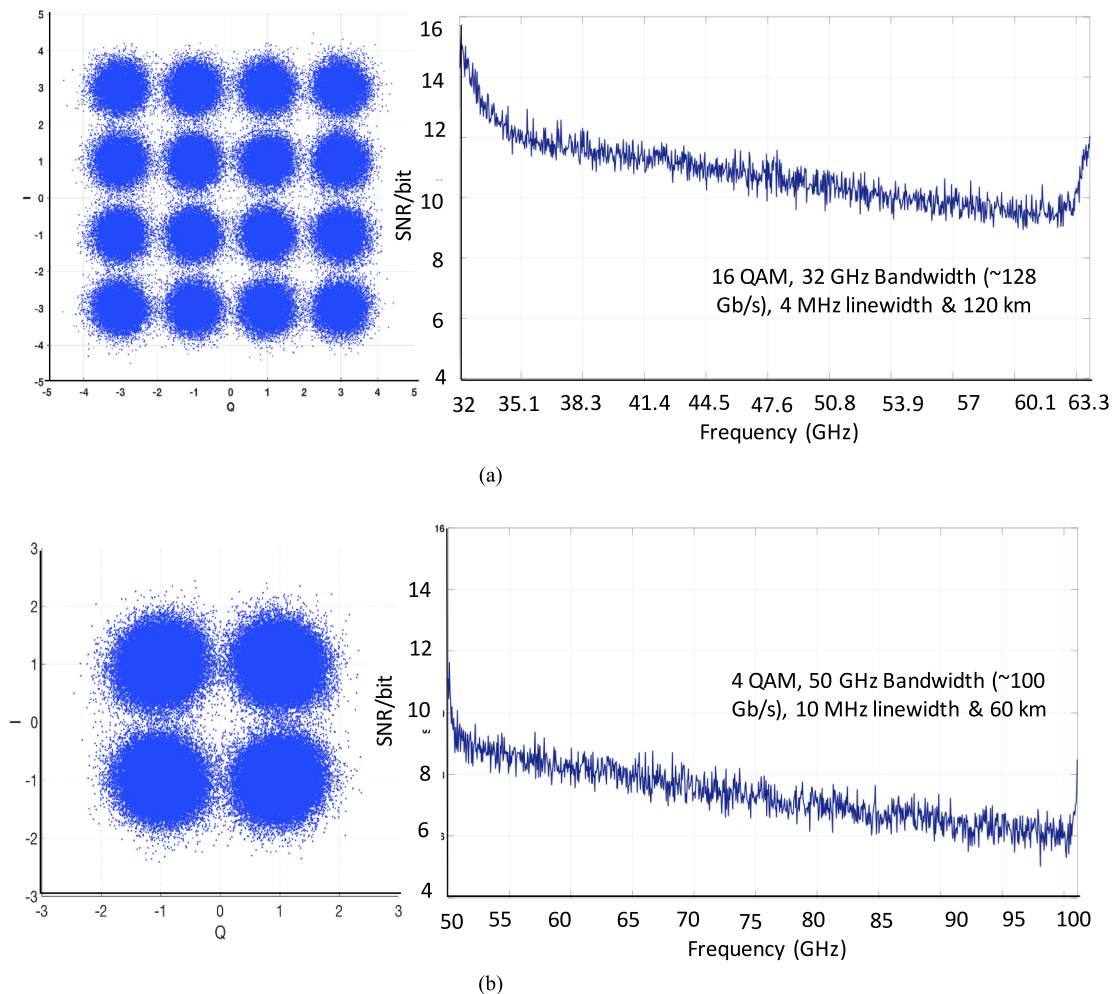 5
4
3
2
1
0
-1
-2
-3
-4
-5
I
-5 -4 -3 -2 -1 0 1 2 3 4 5
Q
16
14
12
10
8
6
4
SNR/bit
16 QAM, 32 GHz Bandwidth (~128
Gb/s), 4 MHz linewidth & 120 km
32 35.1 38.3 41.4 44.5 47.6 50.8 53.9 57 60.1 63.3
Frequency (GHz)
(a)
3
2
1
0
-1
-2
-3
I
-3 -2 -1 0 1 2 3
Q
16
14
12
10
8
6
4
SNR/bit
6
4 QAM, 50 GHz Bandwidth (~100
Gb/s), 10 MHz linewidth & 60 km
50 55 60 65 70 75 80 85 90 95 100
Frequency (GHz)
(b)